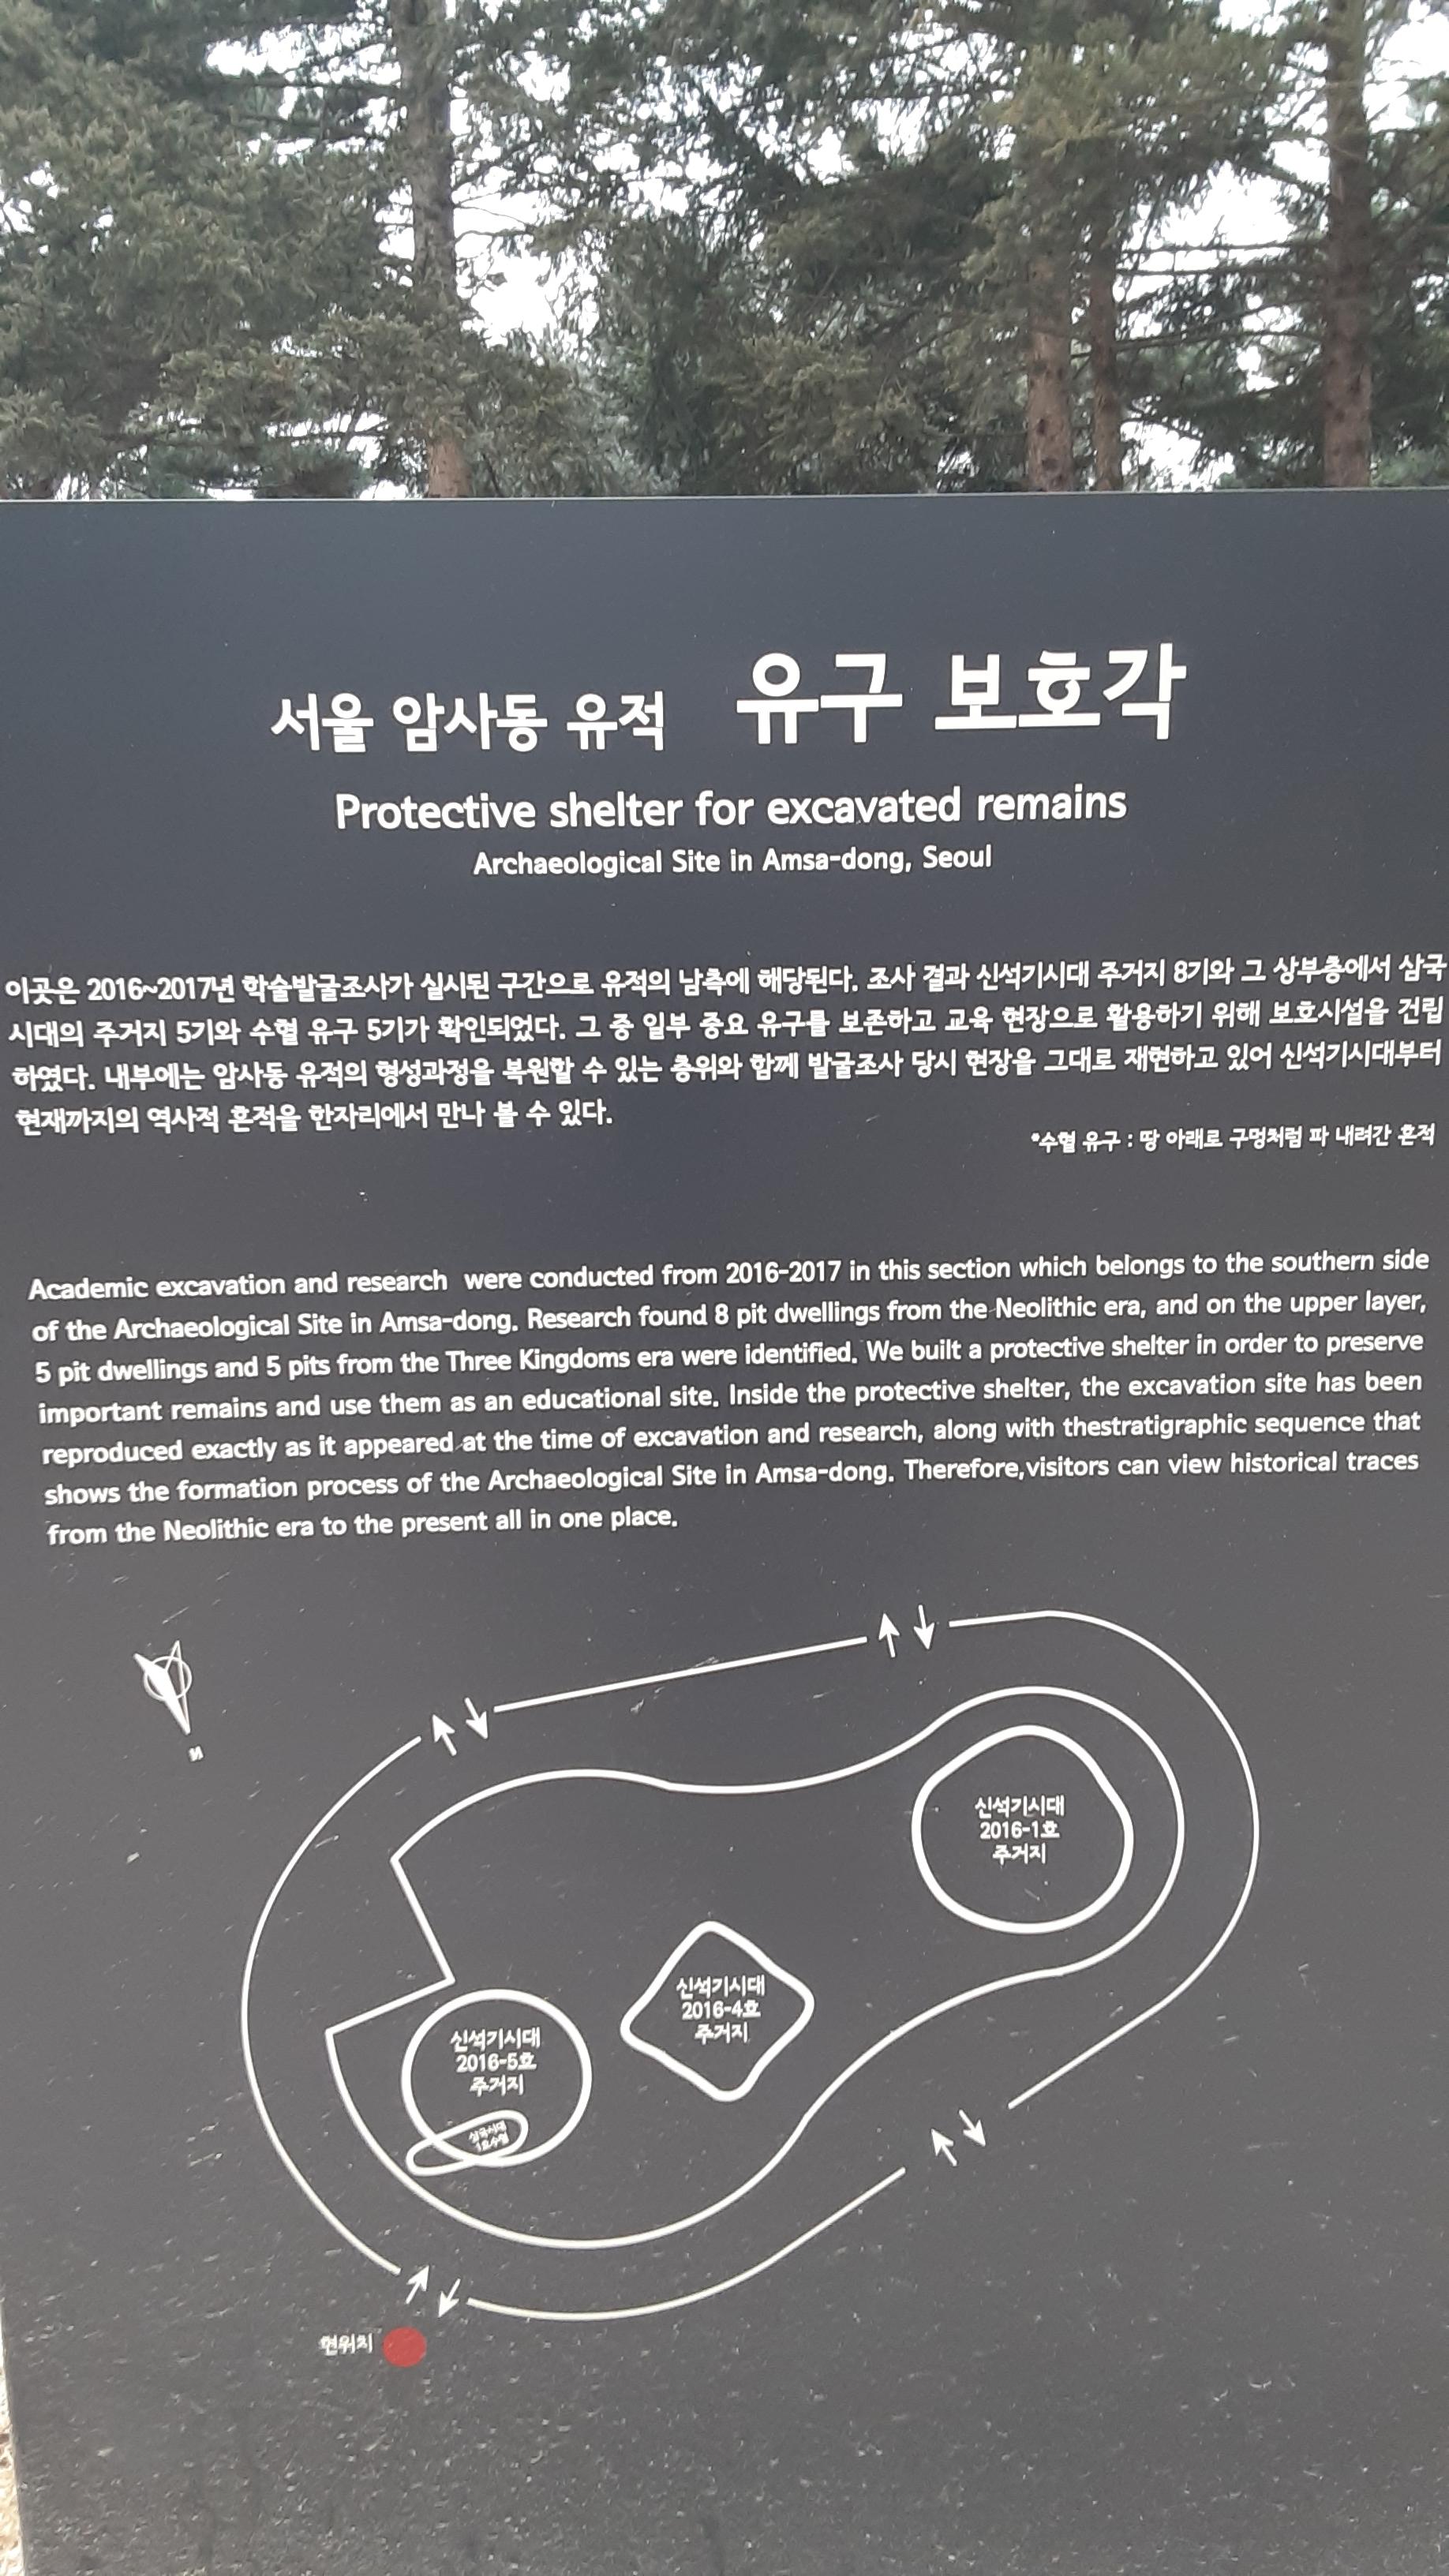 서울 암사동 유적 유구 보호각
Protective shelter for excavated remains
Archaeological Site in Amsa-dong, Seoul
이곳은 2016~2017년 학술발굴조사가 실시된 구간으로 유적의 남측에 해당된다. 조사 결과 신석기시대 주거지 8기와 그 상부층에서 삼국
시대의 주거지 5기와 수혈 유구 5기가 확인되었다. 그 중 일부 중요 유구를 보존하고 교육 현장으로 활용하기 위해 보호시설을 건립
하였다. 내부에는 암사동 유적의 형성과정을 복원할 수 있는 층위와 함께 발굴조사 당시 현장을 그대로 재현하고 있어 신석기시대부터
현재까지의 역사적 흔적을 한자리에서 만나 볼 수 있다.
*수혈 유구 : 땅 아래로 구멍처럼 파 내려간 흔적
Academic excavation and research were conducted from 2016-2017 in this section which belongs to the southern side
of the Archaeological Site in Amsa-dong. Research found 8 pit dwellings from the Neolithic era, and on the upper layer,
5 pit dwellings and 5 pits from the Three Kingdoms era were identified. We built a protective shelter in order to preserve
important remains and use them as an educational site. Inside the protective shelter, the excavation site has been
reproduced exactly as it appeared at the time of excavation and research, along with thestratigraphic sequence that
shows the formation process of the Archaeological Site in Amsa-dong. Therefore,visitors can view historical traces
from the Neolithic era to the present all in one place.
N
신석기시대
2016-1호
주거지
신석기시대
2016-4호
주거지
신석기시대
2016-5호
주거지
삼국시대
1호수혈
현위치